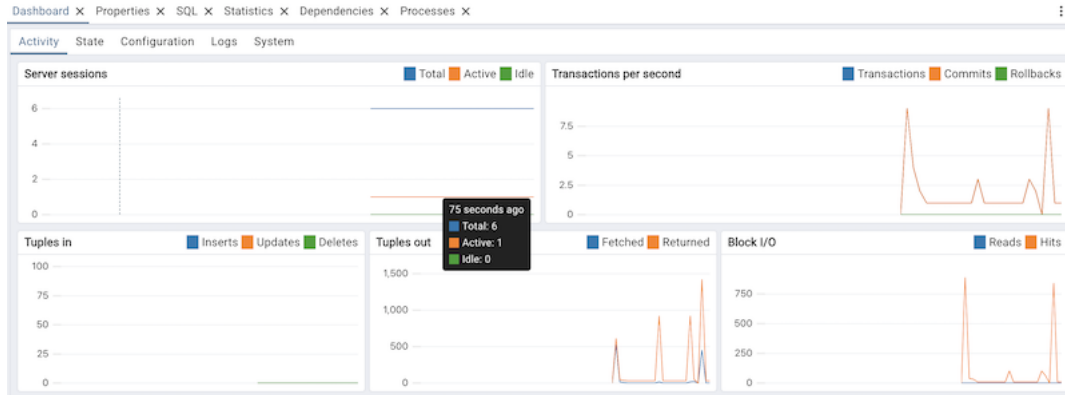 Dashboard × Properties × SQL × Statistics × Dependencies × Processes ×
Activity State Configuration Logs System
Server sessions Total Active Idle
6
4
2
0
75 seconds ago
Total: 6
Active: 1
Idle: 0
Transactions per second Transactions Commits Rollbacks
7.5
5
2.5
0
Tuples in Inserts Updates Deletes
100
75
50
25
0
Tuples out Fetched Returned
1,500
1,000
500
0
Block I/O Reads Hits
750
500
250
0